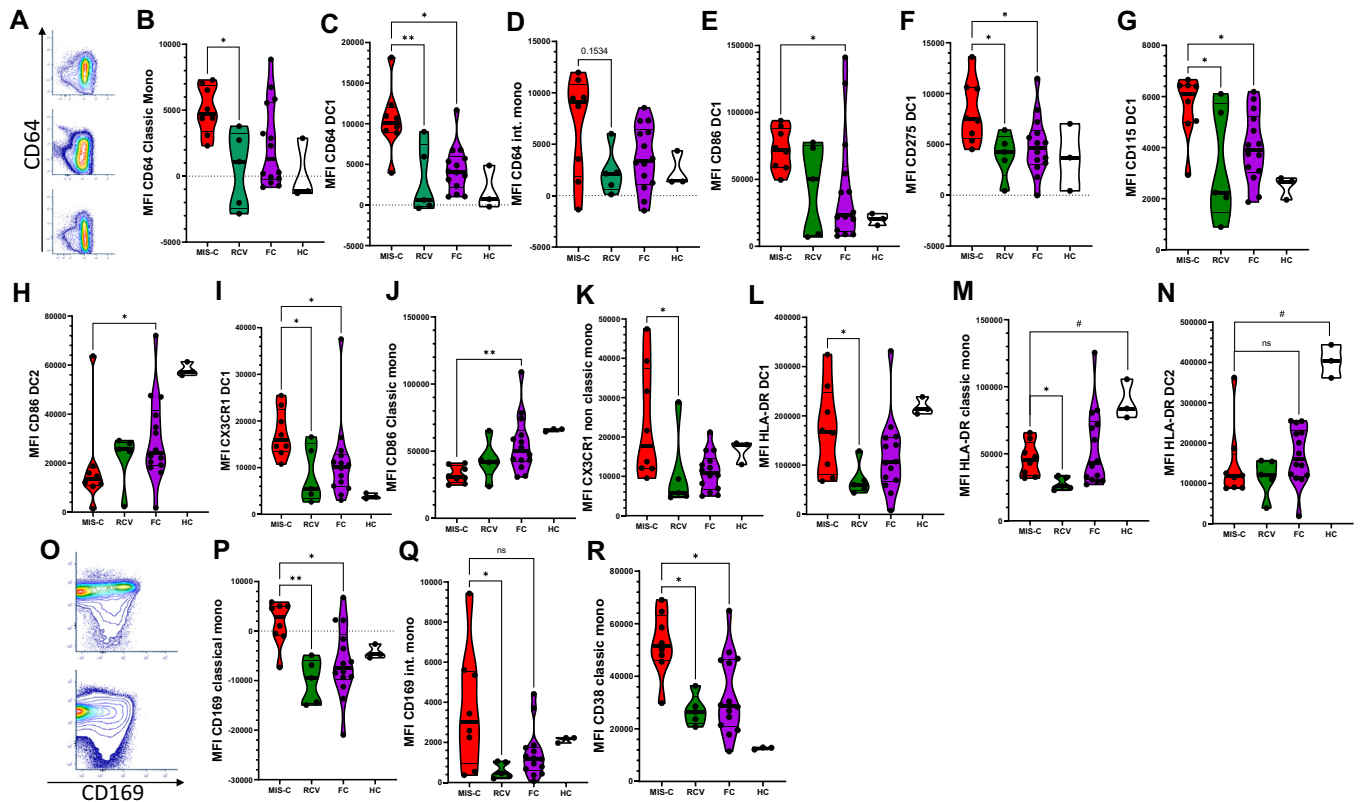 A
CD64
B
MFI CD64 Classic Mono
10000
5000
0
-5000
*
MIS-C RCV FC HC
C
MFI CD64 DC1
20000
15000
10000
5000
0
-5000
*
**
MIS-C RCV FC HC
D
MFI CD64 int. mono
15000
10000
5000
0
-5000
0.1534
MIS-C RCV FC HC
E
MFI CD86 DC1
150000
100000
50000
0
*
MIS-C RCV FC HC
F
MFI CD275 DC1
15000
10000
5000
0
-5000
*
*
MIS-C RCV FC HC
G
MFI CD115 DC1
8000
6000
4000
2000
0
*
*
MIS-C RCV FC HC
H
MFI CD86 DC2
80000
60000
40000
20000
0
*
MIS-C RCV FC HC
I
MFI CX3CR1 DC1
40000
30000
20000
10000
0
*
*
MIS-C RCV FC HC
J
MFI CD86 Classic mono
150000
100000
50000
0
**
MIS-C RCV FC HC
K
MFI CX3CR1 non classic mono
50000
40000
30000
20000
10000
0
*
MIS-C RCV FC HC
L
MFI HLA-DR DC1
400000
300000
200000
100000
0
*
MIS-C RCV FC HC
M
MFI HLA-DR classic mono
150000
100000
50000
0
#
*
MIS-C RCV FC HC
N
MFI HLA-DR DC2
500000
400000
300000
200000
100000
0
#
ns
MIS-C RCV FC HC
O
CD169
P
MFI CD169 classical mono
10000
0
-10000
-20000
-30000
*
**
MIS-C RCV FC HC
Q
MFI CD169 int. mono
10000
8000
6000
4000
2000
0
ns
*
MIS-C RCV FC HC
R
MFI CD38 classic mono
80000
60000
40000
20000
0
*
*
MIS-C RCV FC HC